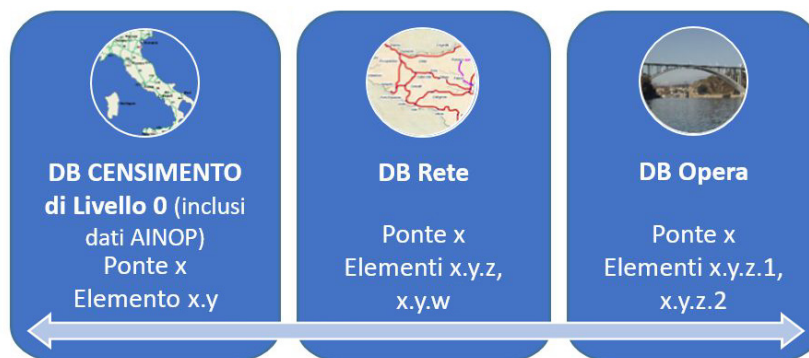 DB CENSIMENTO
di Livello 0 (inclusi
dati AINOP)
Ponte x
Elemento x.y
DB Rete
Ponte x
Elementi x.y.z,
x.y.w
DB Opera
Ponte x
Elementi x.y.z.1,
x.y.z.2